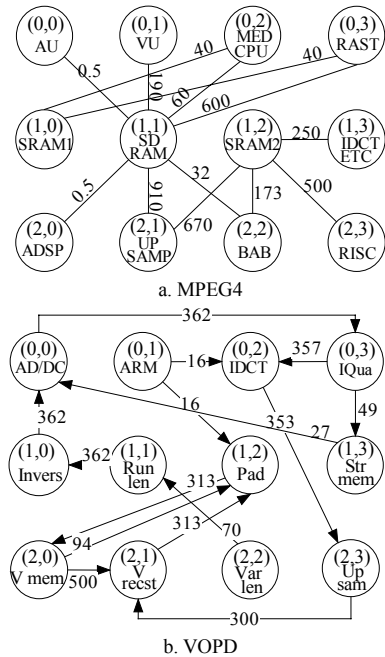 (0,0)
AU
(0,1)
VU
(0,2)
MED
CPU
(0,3)
RAST
40
40
0.5
190
60
600
(1,0)
SRAM1
(1,1)
SD
RAM
(1,2)
SRAM2
250
(1,3)
IDCT
ETC
0.5
910
32
173
500
670
(2,0)
ADSP
(2,1)
UP
SAMP
(2,2)
BAB
(2,3)
RISC
a. MPEG4
362
(0,0)
AD/DC
(0,1)
ARM
16
(0,2)
IDCT
357
(0,3)
IQua
16
353
49
27
362
(1,0)
Invers
362
(1,1)
Run
len
(1,2)
Pad
(1,3)
Str
mem
313
94
313
70
(2,0)
V mem
500
(2,1)
V
recst
(2,2)
Var
len
(2,3)
Up
sam
300
b. VOPD